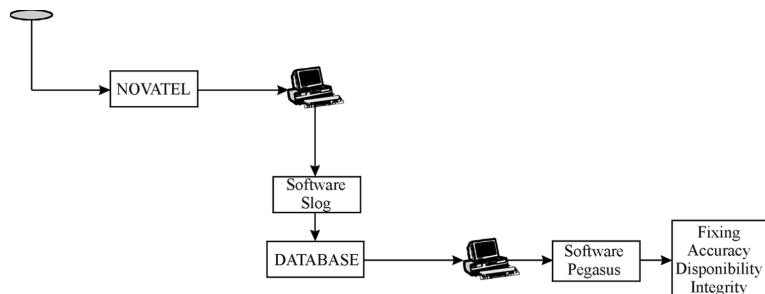 NOVATEL
Software
Slog
DATABASE
Software
Pegasus
Fixing
Accuracy
Disponibility
Integrity